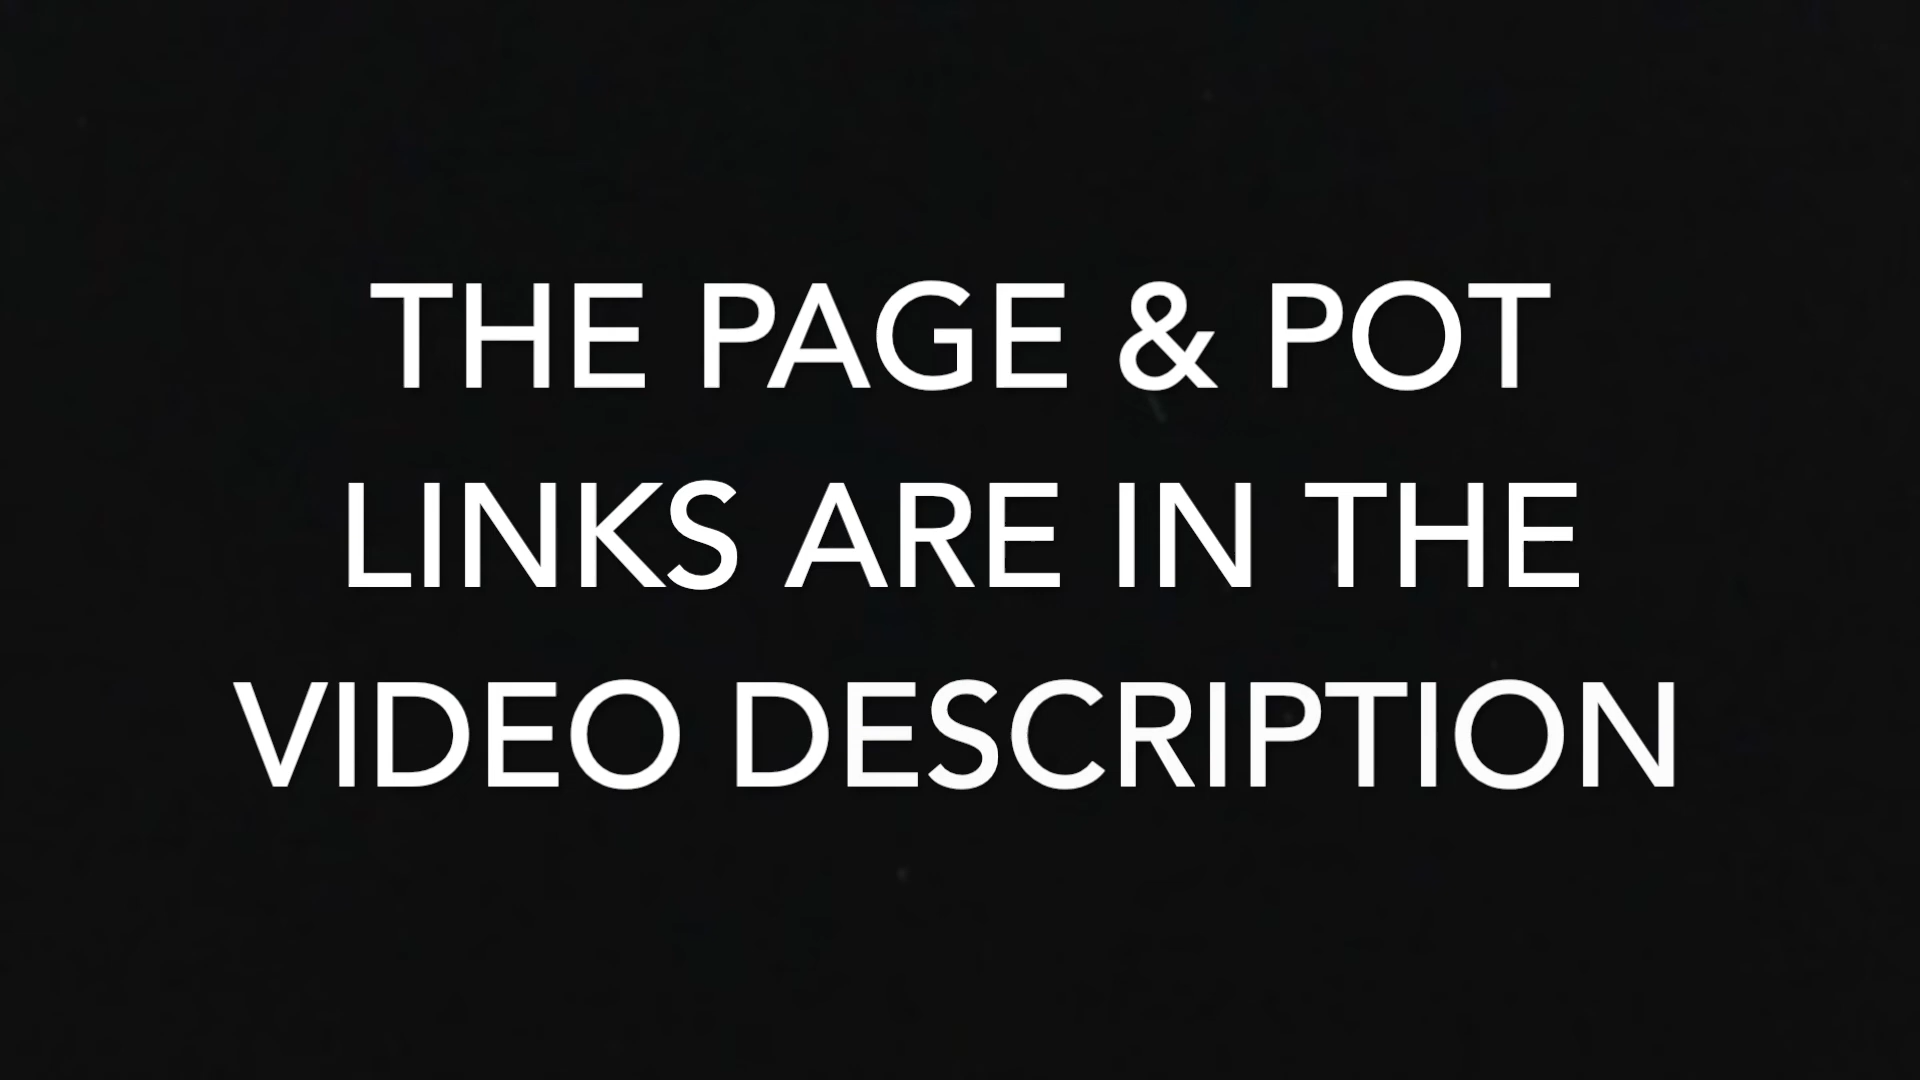 THE PAGE & POT
LINKS ARE IN THE
VIDEO DESCRIPTION